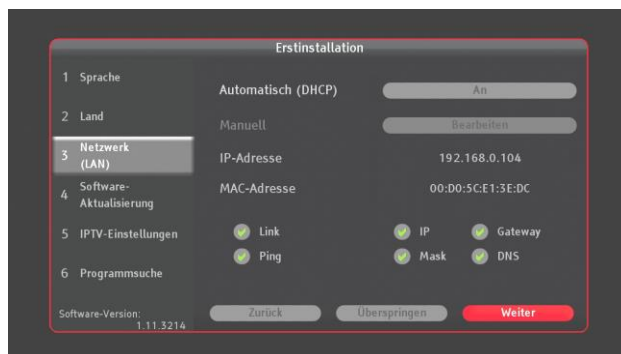 Erstinstallation
1 Sprache
2 Land
3 Netzwerk
(LAN)
4 Software-
Aktualisierung
5 IPTV-Einstellungen
6 Programmsuche
Software-Version:
1.11.3214
Automatisch (DHCP) An
Manuell Bearbeiten
IP-Adresse 192.168.0.104
MAC-Adresse 00:D0:5C:E1:3E:DC
Link IP Gateway
Ping Mask DNS
Zurück Überspringen Weiter